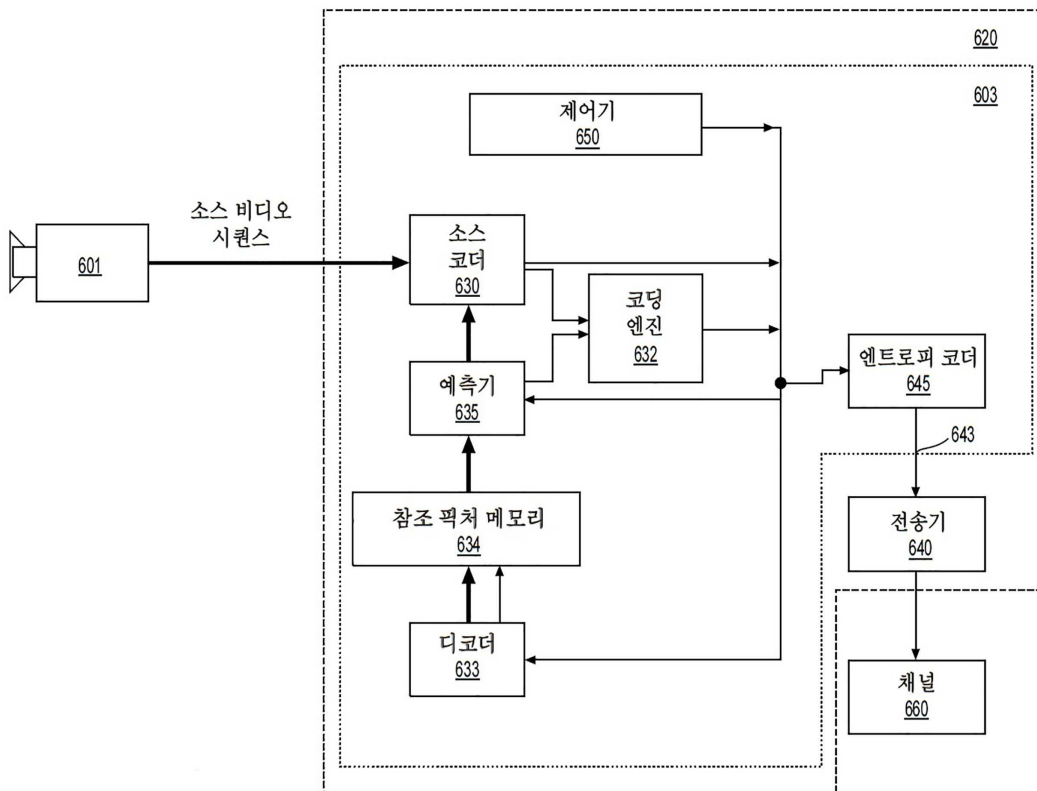 620
603
제어기
650
소스 비디오
시퀀스
601
소스
코더
630
코딩
엔진
632
예측기
635
엔트로피 코더
645
643
참조 픽처 메모리
634
전송기
640
디코더
633
채널
660